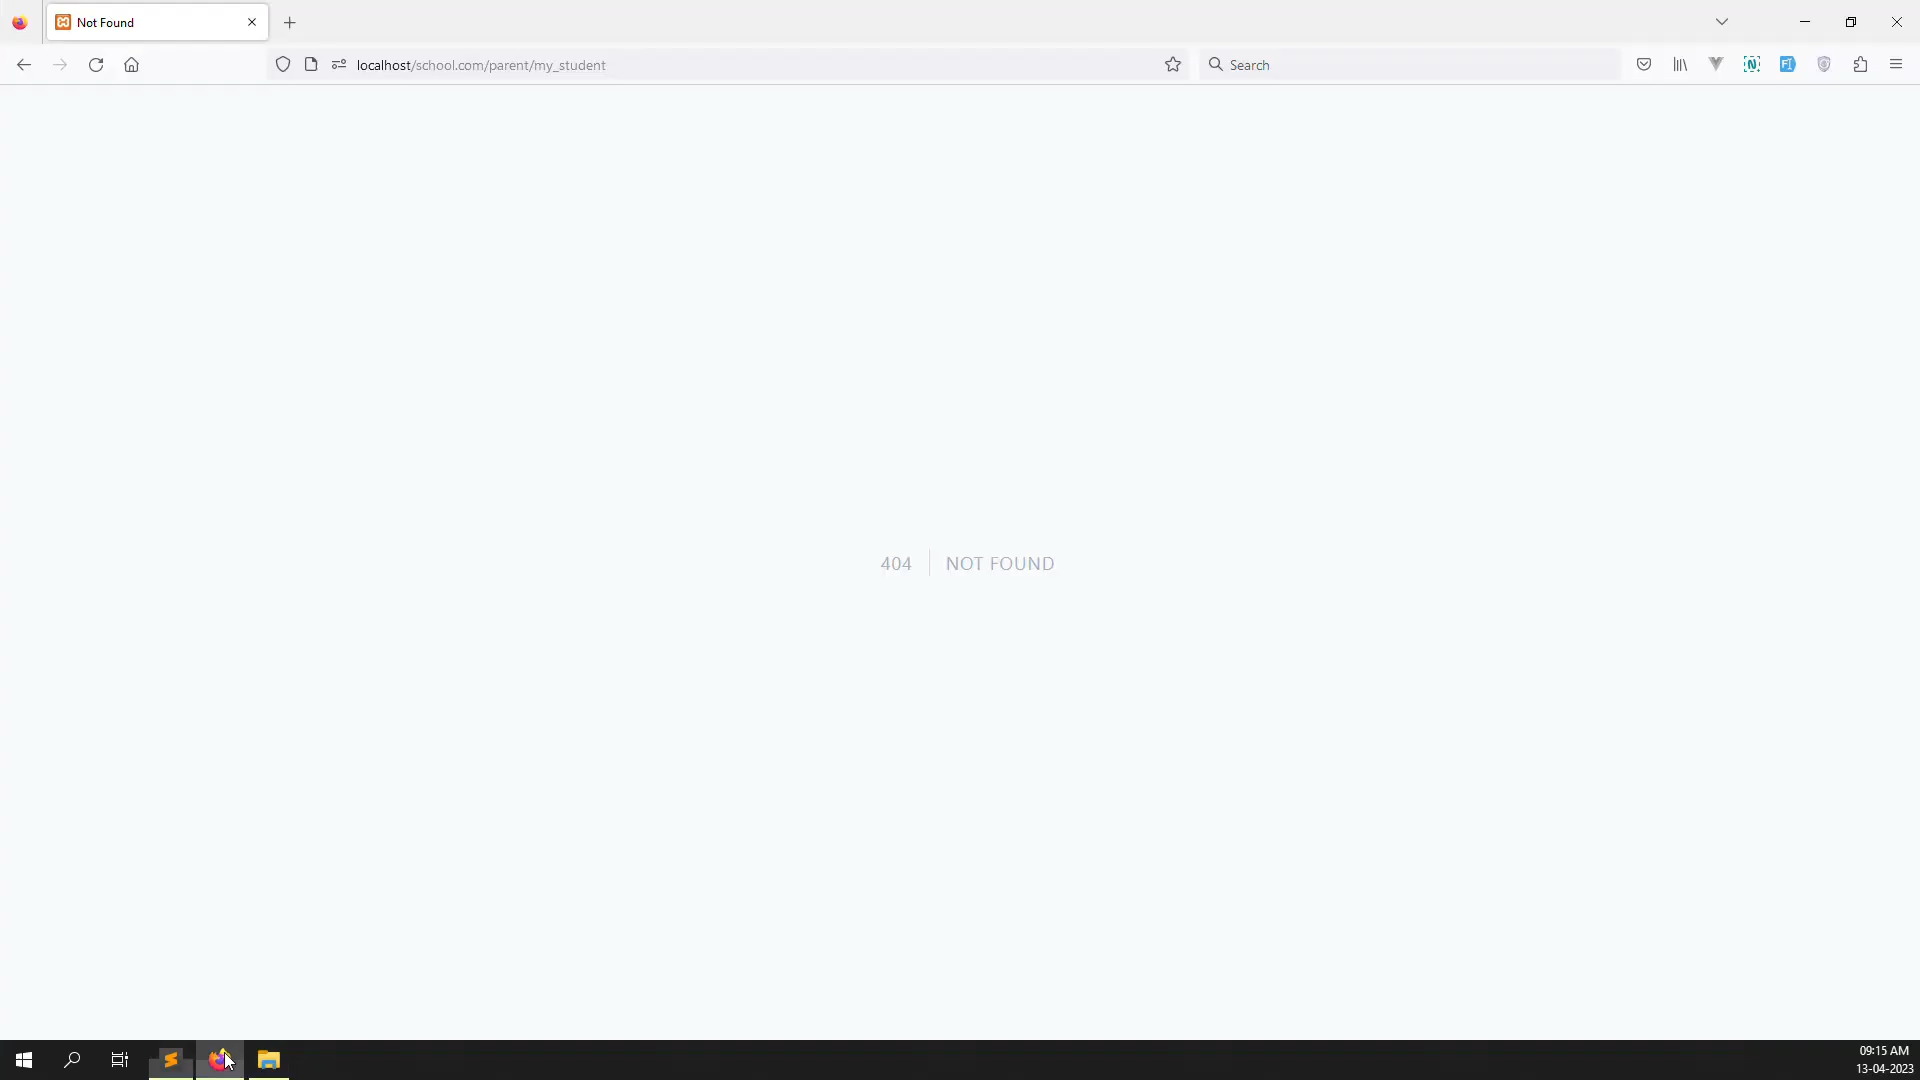 Not Found
localhost/school.com/parent/my_student
Search
404
NOT FOUND
09:15 AM
13-04-2023